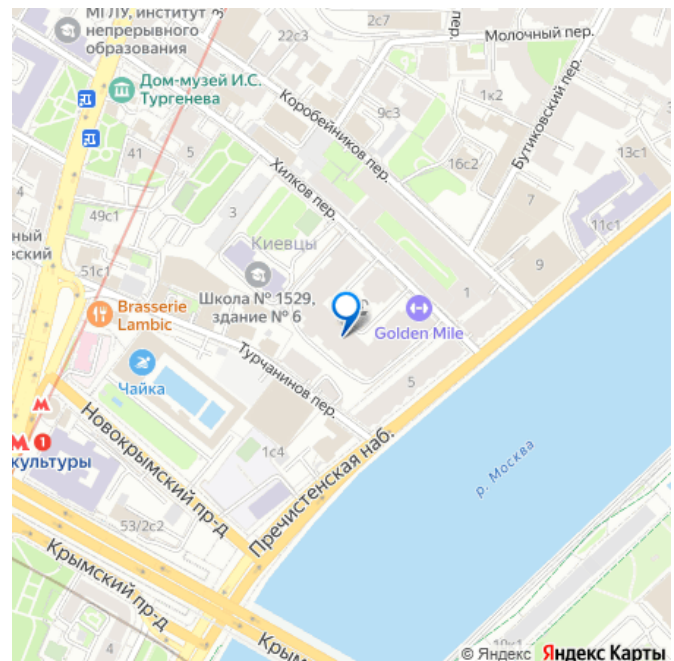 МГЛУ, институт
непрерывного
образования
22с3
2с7
пер.
Молочный пер.
Дом-музей И.С.
Тургенева
Коробейников пер.
9с3
1к2
Бутиковский пер.
41
5
16с2
13с1
Хилков пер.
3
7
49с1
4
11с1
Киевцы
51с1
9
Школа № 1529,
здание № 6
1
Brasserie
Lambic
Golden Mile
Турчанинов пер.
Чайка
5
М
М 1
культуры
Новокрымский пр-д
1с4
Пречистенская наб.
р. Москва
53/2с2
Крымский пр-д
4
© Яндекс Яндекс Карты